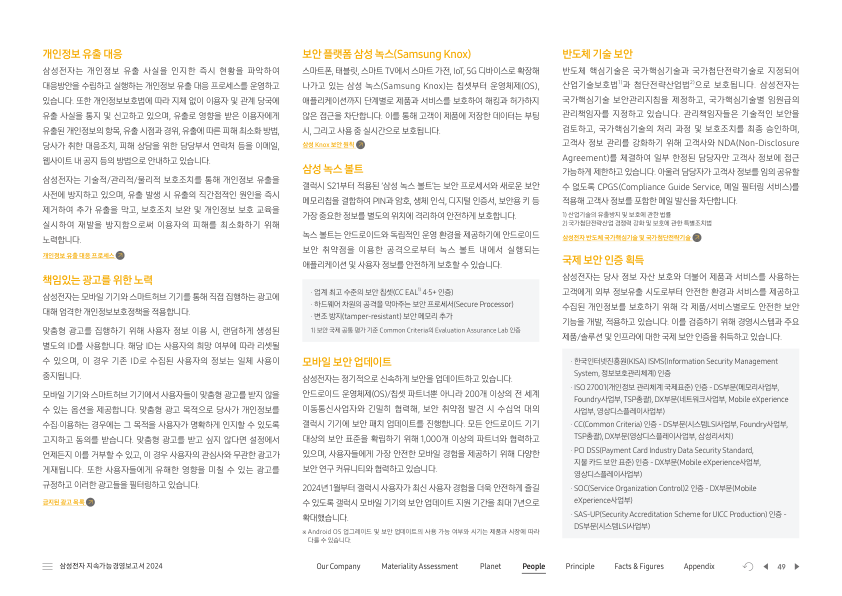 개인정보 유출 대응
삼성전자는 개인정보 유출 사실을 인지한 즉시 현황을 파악하여
대응방안을 수립하고 실행하는 개인정보 유출 대응 프로세스를 운영하고
있습니다. 또한 개인정보보호법에 따라 지체 없이 이용자 및 관계 당국에
유출 사실을 통지 및 신고하고 있으며, 유출로 영향을 받은 이용자에게
유출된 개인정보의 항목, 유출 시점과 경위, 유출에 따른 피해 최소화 방법,
당사가 취한 대응조치, 피해 상담을 위한 담당부서 연락처 등을 이메일,
웹사이트 내 공지 등의 방법으로 안내하고 있습니다.
삼성전자는 기술적/관리적/물리적 보호조치를 통해 개인정보 유출을
사전에 방지하고 있으며, 유출 발생 시 유출의 직간접적인 원인을 즉시
제거하여 추가 유출을 막고, 보호조치 보완 및 개인정보 보호 교육을
실시하여 재발을 방지함으로써 이용자의 피해를 최소화하기 위해
노력합니다.
개인정보 유출 대응 프로세스
책임있는 광고를 위한 노력
삼성전자는 모바일 기기와 스마트허브 기기를 통해 직접 집행하는 광고에
대해 엄격한 개인정보보호정책을 적용합니다.
맞춤형 광고를 집행하기 위해 사용자 정보 이용 시, 랜덤하게 생성된
별도의 ID를 사용합니다. 해당 ID는 사용자의 희망 여부에 따라 리셋될
수 있으며, 이 경우 기존 ID로 수집된 사용자의 정보는 일체 사용이
중지됩니다.
모바일 기기와 스마트허브 기기에서 사용자들이 맞춤형 광고를 받지 않을
수 있는 옵션을 제공합니다. 맞춤형 광고 목적으로 당사가 개인정보를
수집·이용하는 경우에는 그 목적을 사용자가 명확하게 인지할 수 있도록
고지하고 동의를 받습니다. 맞춤형 광고를 받고 싶지 않다면 설정에서
언제든지 이를 거부할 수 있고, 이 경우 사용자의 관심사와 무관한 광고가
게재됩니다. 또한 사용자들에게 유해한 영향을 미칠 수 있는 광고를
규정하고 이러한 광고들을 필터링하고 있습니다.
금지된 광고 목록
보안 플랫폼 삼성 녹스(Samsung Knox)
스마트폰, 태블릿, 스마트 TV에서 스마트 가전, IoT, 5G 디바이스로 확장해
나가고 있는 삼성 녹스(Samsung Knox)는 칩셋부터 운영체제(OS),
애플리케이션까지 단계별로 제품과 서비스를 보호하여 해킹과 허가하지
않은 접근을 차단합니다. 이를 통해 고객이 제품에 저장한 데이터는 부팅
시, 그리고 사용 중 실시간으로 보호됩니다.
삼성 Knox 보안 원칙
삼성 녹스 볼트
갤럭시 S21부터 적용된 '삼성 녹스 볼트'는 보안 프로세서와 새로운 보안
메모리칩을 결합하여 PIN과 암호, 생체 인식, 디지털 인증서, 보안용 키 등
가장 중요한 정보를 별도의 위치에 격리하여 안전하게 보호합니다.
녹스 볼트는 안드로이드와 독립적인 운영 환경을 제공하기에 안드로이드
보안 취약점을 이용한 공격으로부터 녹스 볼트 내에서 실행되는
애플리케이션 및 사용자 정보를 안전하게 보호할 수 있습니다.
· 업계 최고 수준의 보안 칩셋(CC EAL1) 4·5+ 인증)
· 하드웨어 차원의 공격을 막아주는 보안 프로세서(Secure Processor)
· 변조 방지(tamper-resistant) 보안 메모리 추가
1) 보안 국제 공통 평가 기준 Common Criteria의 Evaluation Assurance Lab 인증
모바일 보안 업데이트
삼성전자는 정기적으로 신속하게 보안을 업데이트하고 있습니다.
안드로이드 운영체제(OS)/칩셋 파트너뿐 아니라 200개 이상의 전 세계
이동통신사업자와 긴밀히 협력해, 보안 취약점 발견 시 수십억 대의
갤럭시 기기에 보안 패치 업데이트를 진행합니다. 모든 안드로이드 기기
대상의 보안 표준을 확립하기 위해 1,000개 이상의 파트너와 협력하고
있으며, 사용자들에게 가장 안전한 모바일 경험을 제공하기 위해 다양한
보안 연구 커뮤니티와 협력하고 있습니다.
2024년 1월부터 갤럭시 사용자가 최신 사용자 경험을 더욱 안전하게 즐길
수 있도록 갤럭시 모바일 기기의 보안 업데이트 지원 기간을 최대 7년으로
확대했습니다.
※ Android OS 업그레이드 및 보안 업데이트의 사용 가능 여부와 시기는 제품과 시장에 따라
다를 수 있습니다.
반도체 기술 보안
반도체 핵심기술은 국가핵심기술과 국가첨단전략기술로 지정되어
산업기술보호법1)과 첨단전략산업법2)으로 보호됩니다. 삼성전자는
국가핵심기술 보안관리지침을 제정하고, 국가핵심기술별 임원급의
관리책임자를 지정하고 있습니다. 관리책임자들은 기술적인 보안을
검토하고, 국가핵심기술의 처리 과정 및 보호조치를 최종 승인하며,
고객사 정보 관리를 강화하기 위해 고객사와 NDA(Non-Disclosure
Agreement)를 체결하여 일부 한정된 담당자만 고객사 정보에 접근
가능하게 제한하고 있습니다. 아울러 담당자가 고객사 정보를 임의 공유할
수 없도록 CPGS(Compliance Guide Service, 메일 필터링 서비스)를
적용해 고객사 정보를 포함한 메일 발신을 차단합니다.
1) 산업기술의 유출방지 및 보호에 관한 법률
2) 국가첨단전략산업 경쟁력 강화 및 보호에 관한 특별조치법
삼성전자 반도체 국가핵심기술 및 국가첨단전략기술
국제 보안 인증 획득
삼성전자는 당사 정보 자산 보호와 더불어 제품과 서비스를 사용하는
고객에게 외부 정보유출 시도로부터 안전한 환경과 서비스를 제공하고
수집된 개인정보를 보호하기 위해 각 제품/서비스별로도 안전한 보안
기능을 개발, 적용하고 있습니다. 이를 검증하기 위해 경영시스템과 주요
제품/솔루션 및 인프라에 대한 국제 보안 인증을 취득하고 있습니다.
· 한국인터넷진흥원(KISA) ISMS(Information Security Management
System, 정보보호관리체계) 인증
· ISO 27001(개인정보 관리체계 국제표준) 인증 - DS부문(메모리사업부,
Foundry사업부, TSP총괄), DX부문(네트워크사업부, Mobile eXperience
사업부, 영상디스플레이사업부)
· CC(Common Criteria) 인증 - DS부문(시스템LSI사업부, Foundry사업부,
TSP총괄), DX부문(영상디스플레이사업부, 삼성리서치)
· PCI DSS(Payment Card Industry Data Security Standard,
지불 카드 보안 표준) 인증 - DX부문(Mobile eXperience사업부,
영상디스플레이사업부)
· SOC(Service Organization Control)2 인증 - DX부문(Mobile
eXperience사업부)
· SAS-UP(Security Accreditation Scheme for UICC Production) 인증 -
DS부문(시스템LSI사업부)
삼성전자 지속가능경영보고서 2024
Our Company
Materiality Assessment
Planet
People
Principle
Facts & Figures
Appendix
49